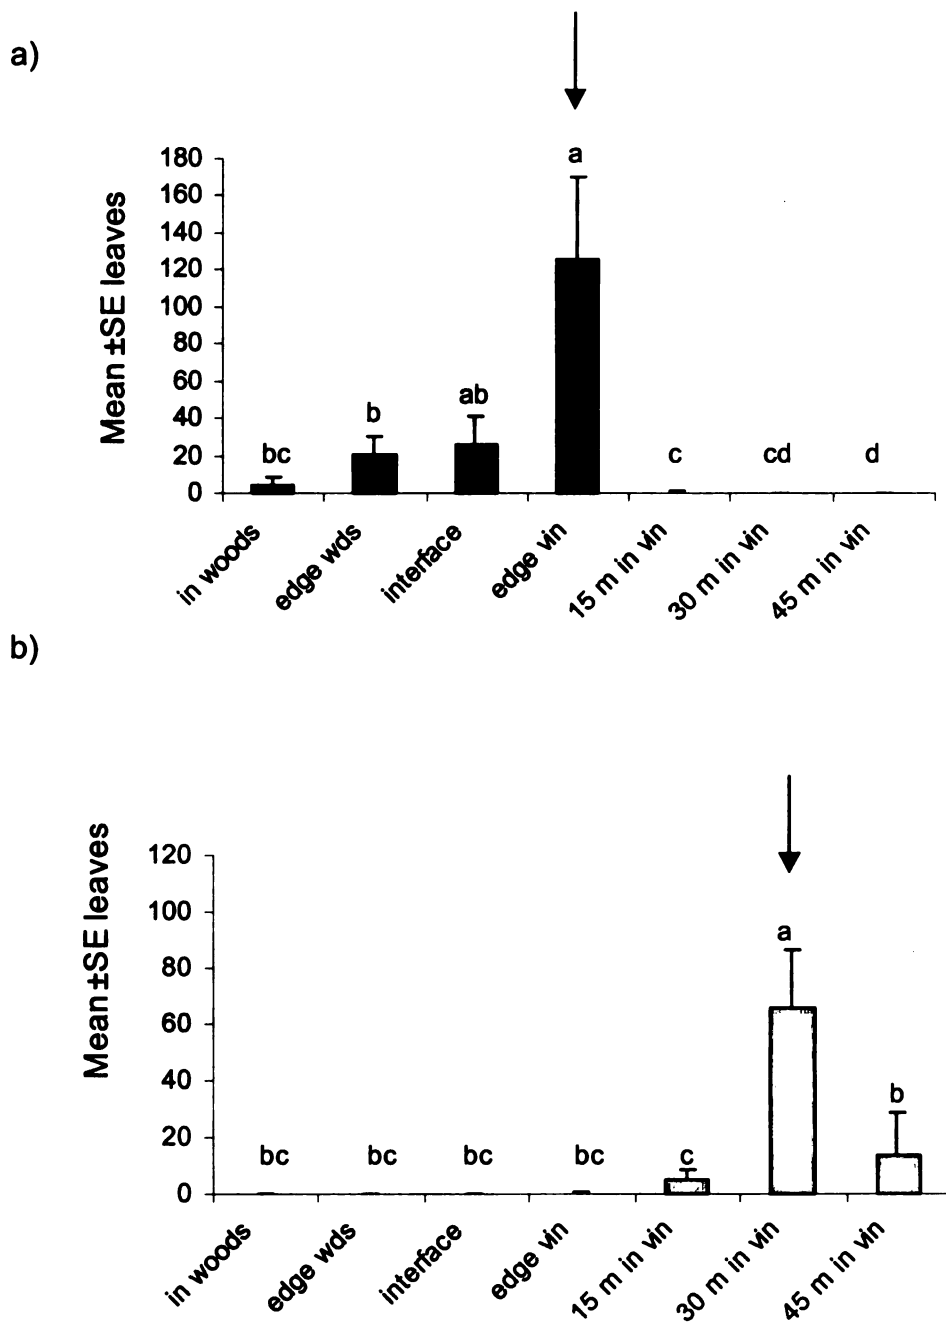 a)
Mean ±SE leaves
180
160
140
120
100
80
60
40
20
0
bc
b
ab
a
c
cd
d
in woods
edge wds
interface
edge vin
15 m in vin
30 m in vin
45 m in vin
b)
Mean ±SE leaves
120
100
80
60
40
20
0
bc
bc
bc
bc
c
a
b
in woods
edge wds
interface
edge vin
15 m in vin
30 m in vin
45 m in vin